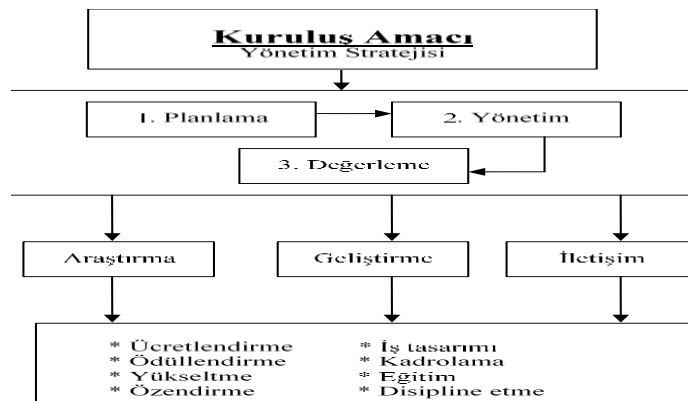 Kuruluş Amacı
Yönetim Stratejisi
1. Planlama
2. Yönetim
3. Değerleme
Araştırma
Geliştirme
İletişim
* Ücretlendirme
* Ödüllendirme
* Yükseltme
* Özendirme
* İş tasarımı
* Kadrolama
* Eğitim
* Disipline etme